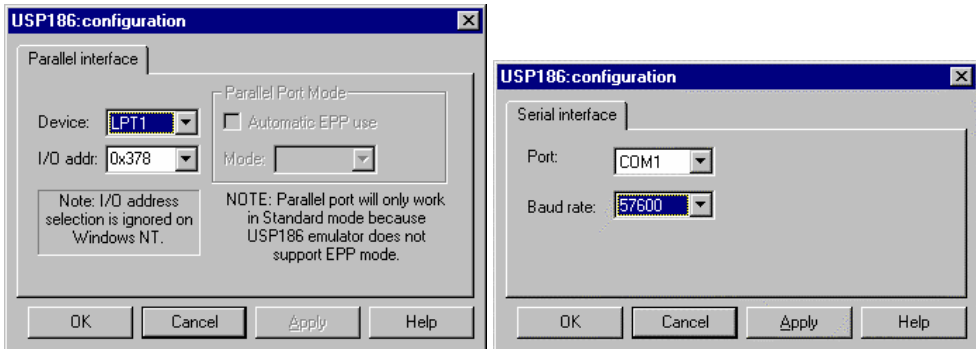 USP186:configuration
Parallel interface
Parallel Port Mode
Device: LPT1
Automatic EPP use
I/O addr: 0x378
Mode:
Note: I/O address
selection is ignored on
Windows NT.
NOTE: Parallel port will only work
in Standard mode because
USP186 emulator does not
support EPP mode.
OK Cancel Apply Help
USP186:configuration
Serial interface
Port: COM1
Baud rate: 57600
OK Cancel Apply Help